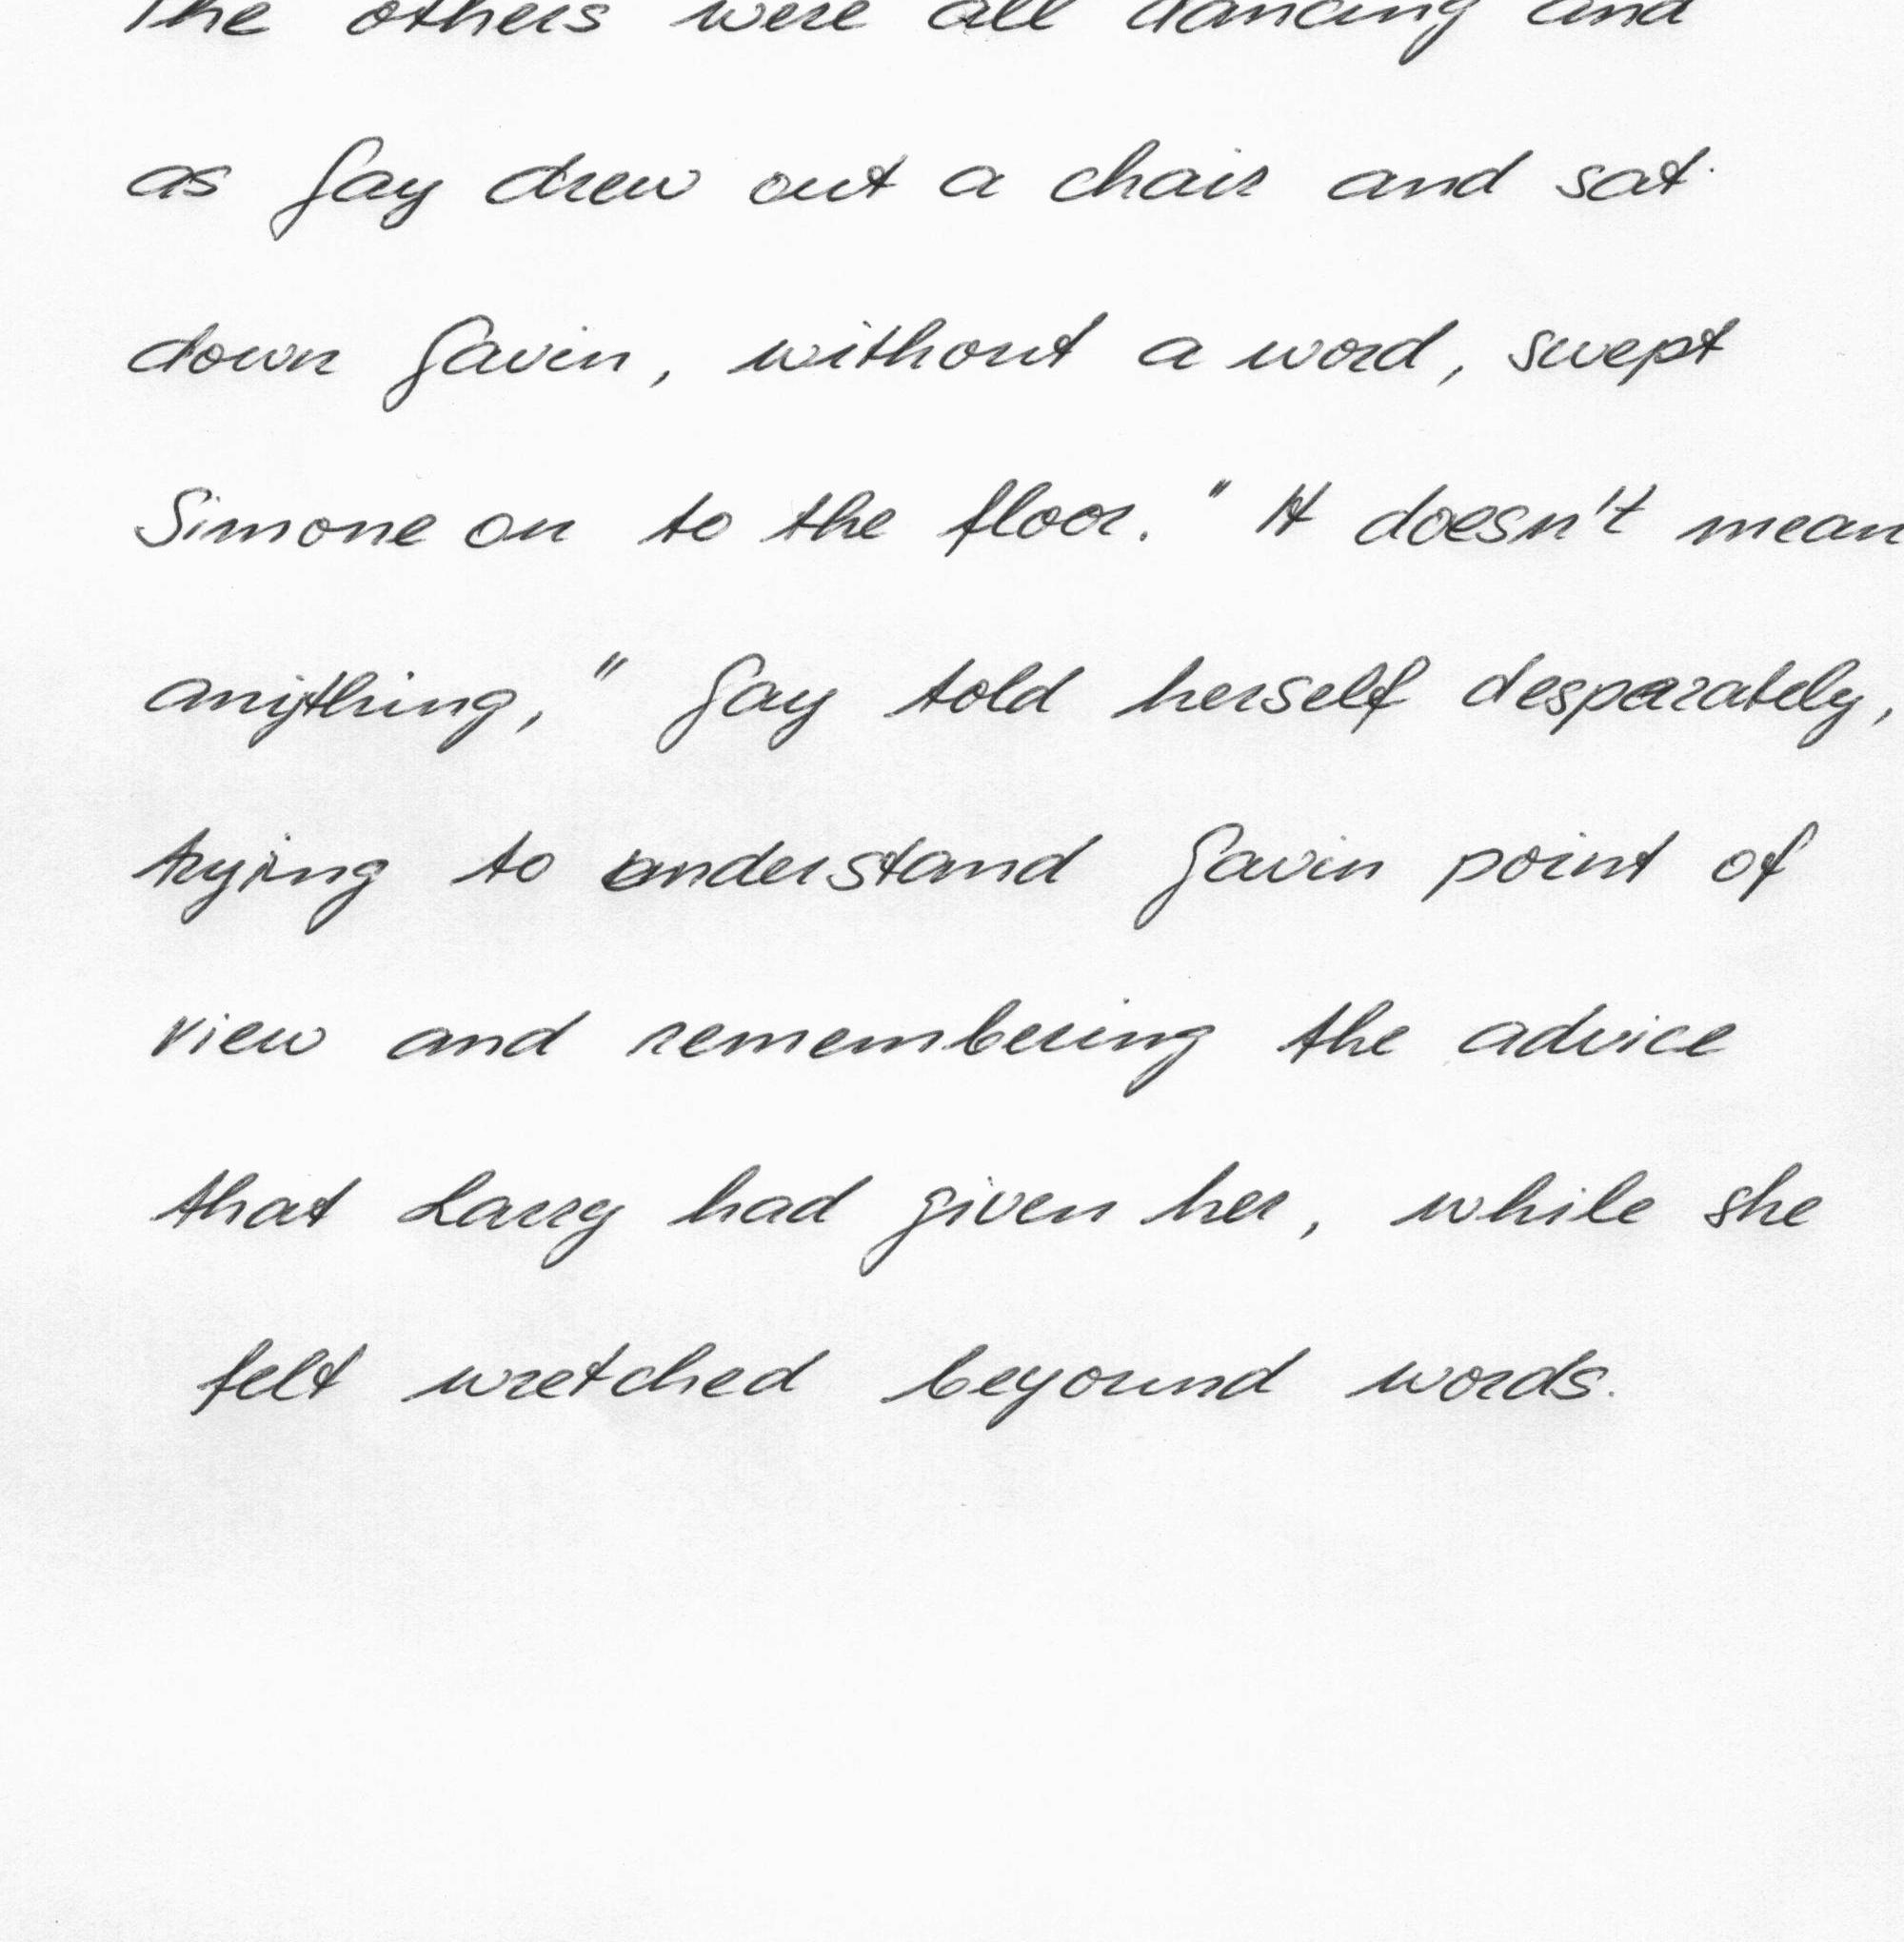 The others were all dancing and
as Gay drew out a chair and sat
down Gavin, without a word, swept
Simone on to the floor. " It doesn't mean
anything, " Gay told herself desparately,
trying to understand Gavin point of
view and remembering the advice
that Larry had given her, while she
felt wretched beyound words.